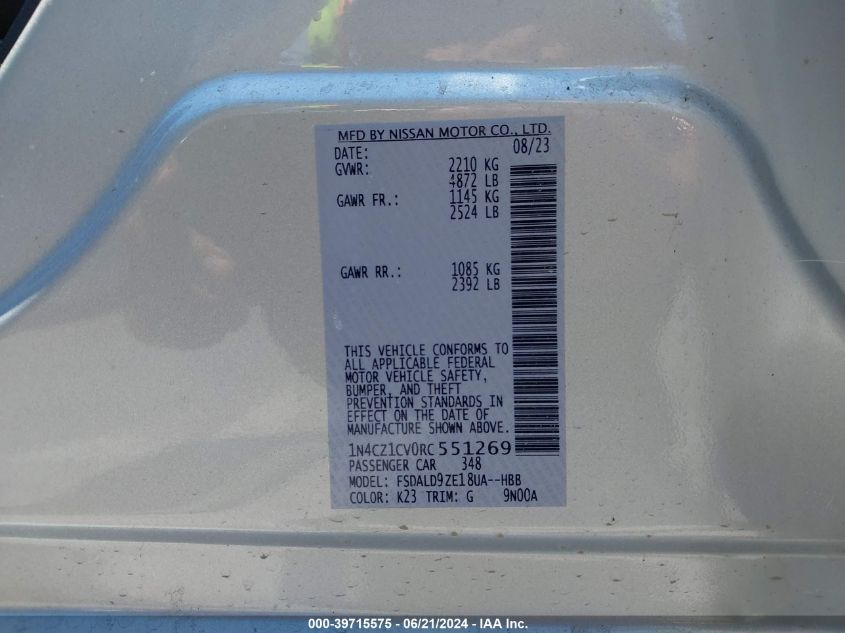 MFD BY NISSAN MOTOR CO., LTD.
DATE: 08/23
GVWR: 2210 KG
4872 LB
GAWR FR.: 1145 KG
2524 LB
GAWR RR.: 1085 KG
2392 LB
THIS VEHICLE CONFORMS TO
ALL APPLICABLE FEDERAL
MOTOR VEHICLE SAFETY,
BUMPER, AND THEFT
PREVENTION STANDARDS IN
EFFECT ON THE DATE OF
MANUFACTURE SHOWN ABOVE.
1N4CZ1CV0RC551269
PASSENGER CAR 348
MODEL: FSDALD9ZE18UA--HBB
COLOR: K23 TRIM: G 9N00A
000-39715575 - 06/21/2024 - IAA Inc.